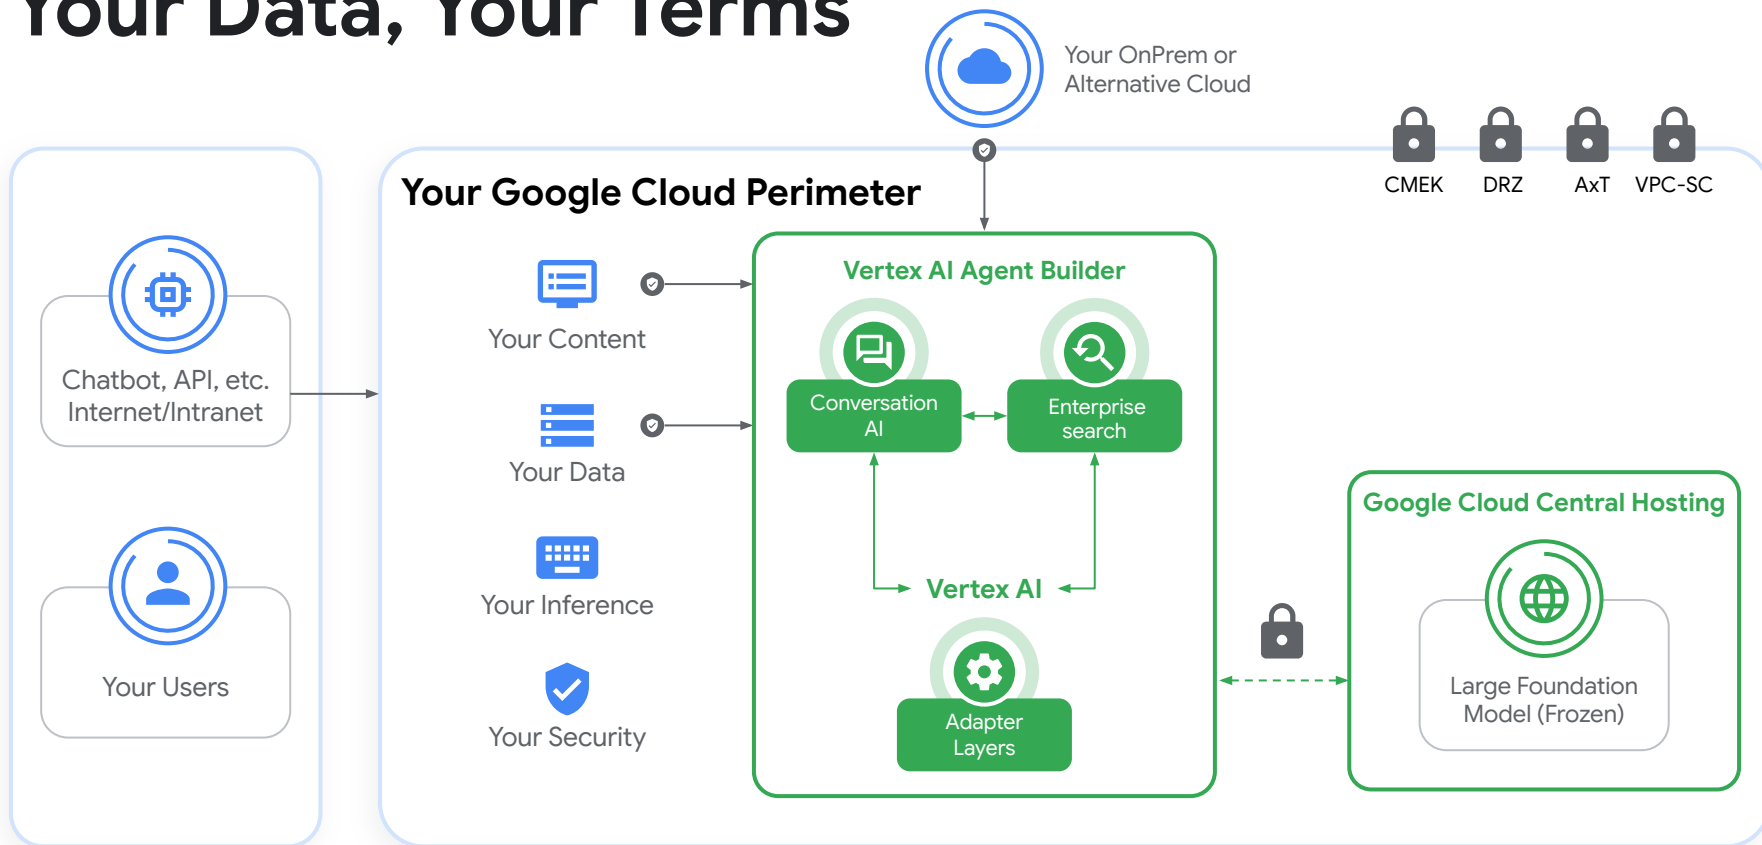 Your Data, Your Terms
Your OnPrem or
Alternative Cloud
CMEK
DRZ
AxT
VPC-SC
Your Google Cloud Perimeter
Chatbot, API, etc.
Internet/Intranet
Your Users
Your Content
Your Data
Your Inference
Your Security
Vertex AI Agent Builder
Conversation
AI
Enterprise
search
Vertex AI
Adapter
Layers
Google Cloud Central Hosting
Large Foundation
Model (Frozen)